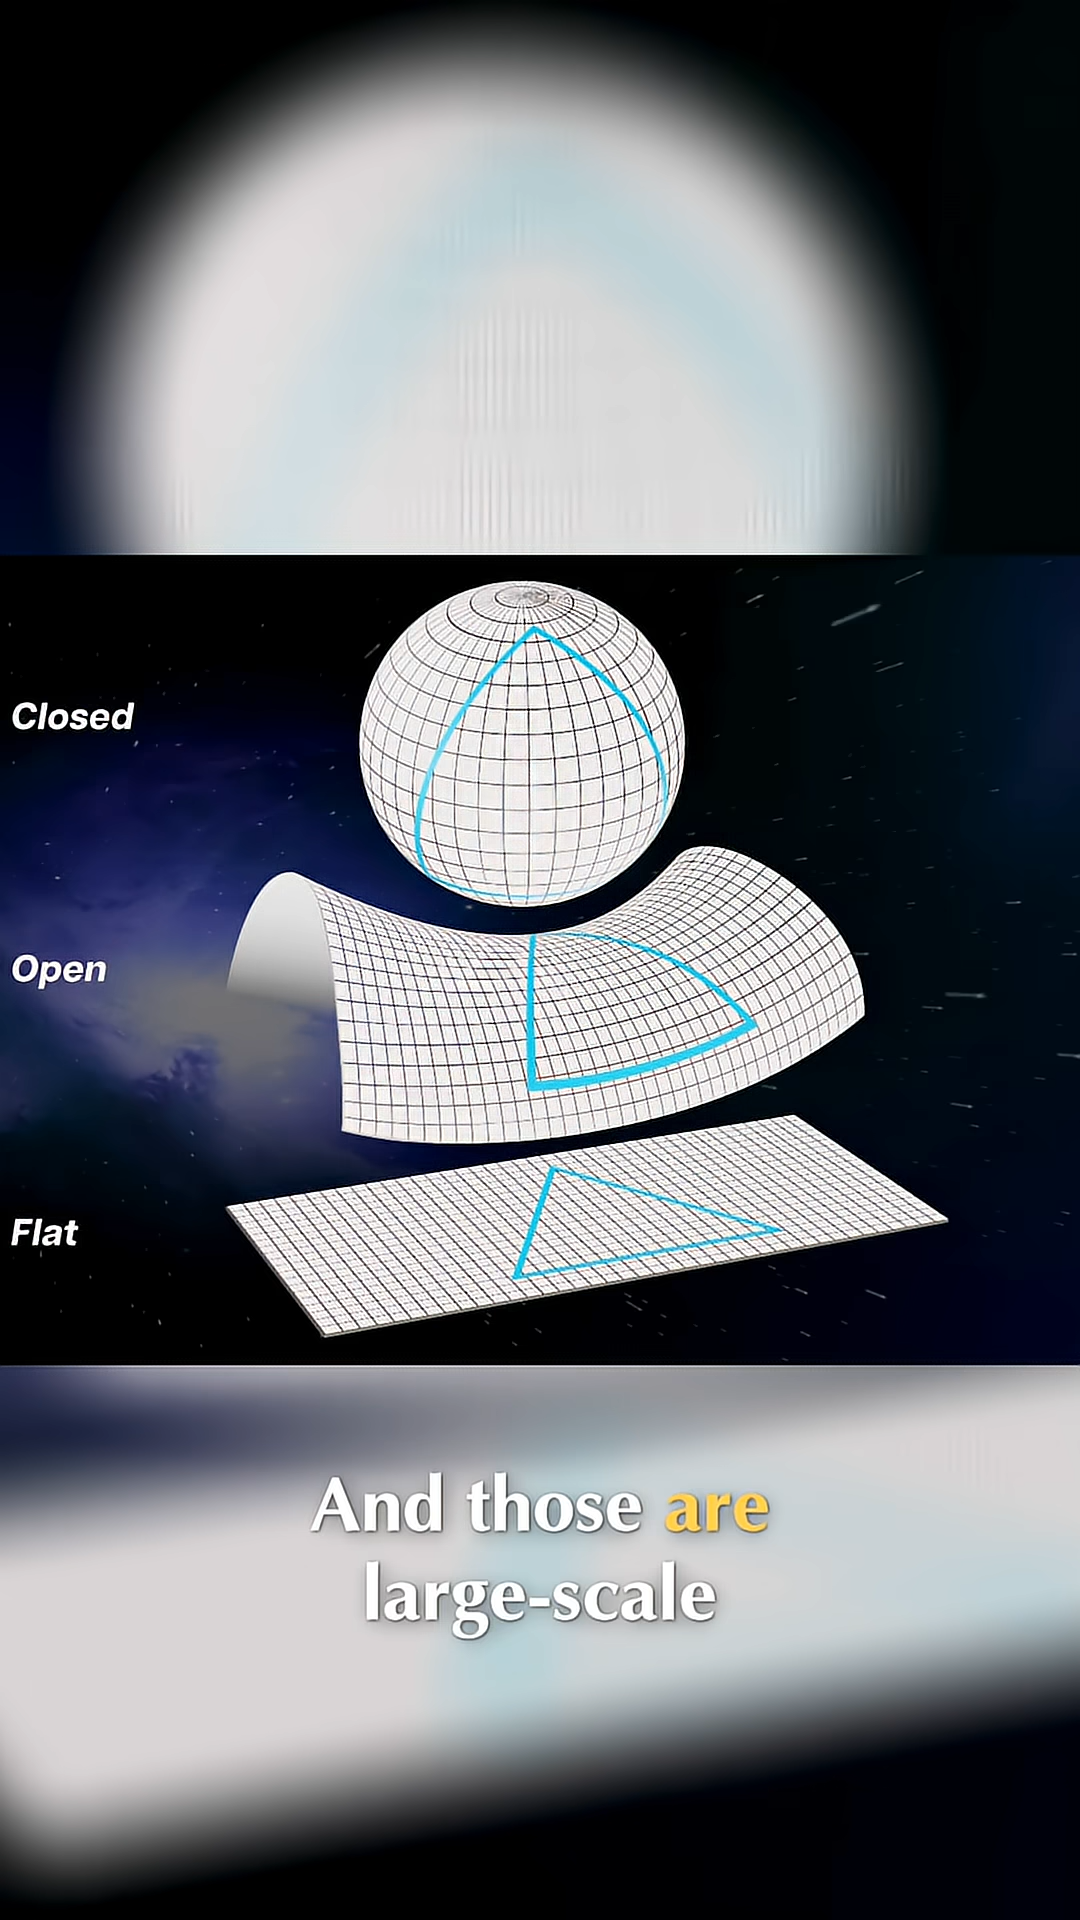 Closed
Open
Flat
And those are
large-scale